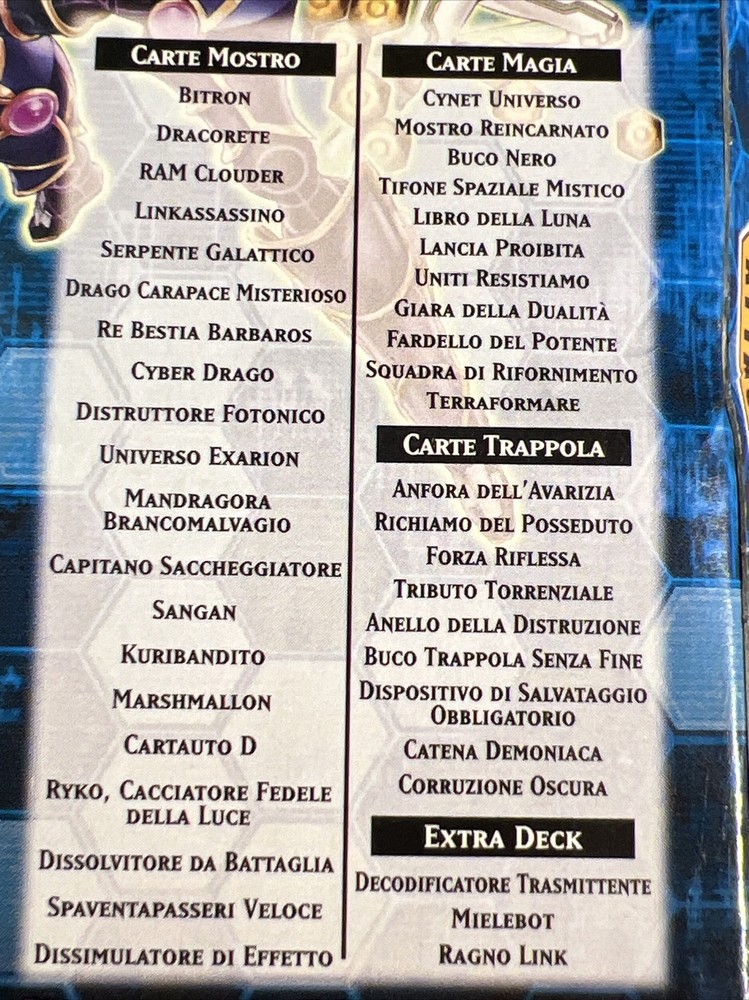 CARTE MOSTRO
BITRON
DRACORETE
RAM CLOUDER
LINKASSASSINO
SERPENTE GALATTICO
DRAGO CARAPACE MISTERIOSO
RE BESTIA BARBAROS
CYBER DRAGO
DISTRUTTORE FOTONICO
UNIVERSO EXARION
MANDRAGORA
BRANCOMALVAGIO
CAPITANO SACCHEGGIATORE
SANGAN
KURIBANDITO
MARSHMALLON
CARTAUTO D
RYKO, CACCIATORE FEDELE
DELLA LUCE
DISSOLVITORE DA BATTAGLIA
SPAVENTAPASSERI VELOCE
DISSIMULATORE DI EFFETTO
CARTE MAGIA
CYNET UNIVERSO
MOSTRO REINCARNATO
BUCO NERO
TIFONE SPAZIALE MISTICO
LIBRO DELLA LUNA
LANCIA PROIBITA
UNITI RESISTIAMO
GIARA DELLA DUALITÀ
FARDELLO DEL POTENTE
SQUADRA DI RIFORNIMENTO
TERRAFORMARE
CARTE TRAPPOLA
ANFORA DELL'AVARIZIA
RICHIAMO DEL POSSEDUTO
FORZA RIFLESSA
TRIBUTO TORRENZIALE
ANELLO DELLA DISTRUZIONE
BUCO TRAPPOLA SENZA FINE
DISPOSITIVO DI SALVATAGGIO
OBBLIGATORIO
CATENA DEMONIACA
CORRUZIONE OSCURA
EXTRA DECK
DECODIFICATORE TRASMITTENTE
MIELEBOT
RAGNO LINK